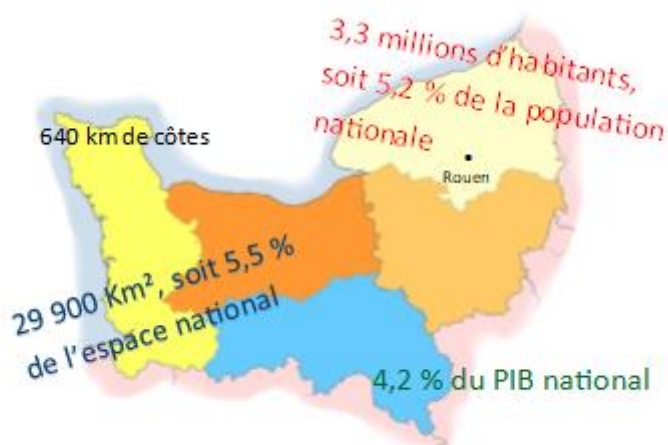 3,3 millions d'habitants,
soit 5,2 % de la population
nationale
640 km de côtes
Rouen
29 900 Km², soit 5,5 %
de l'espace national
4,2 % du PIB national